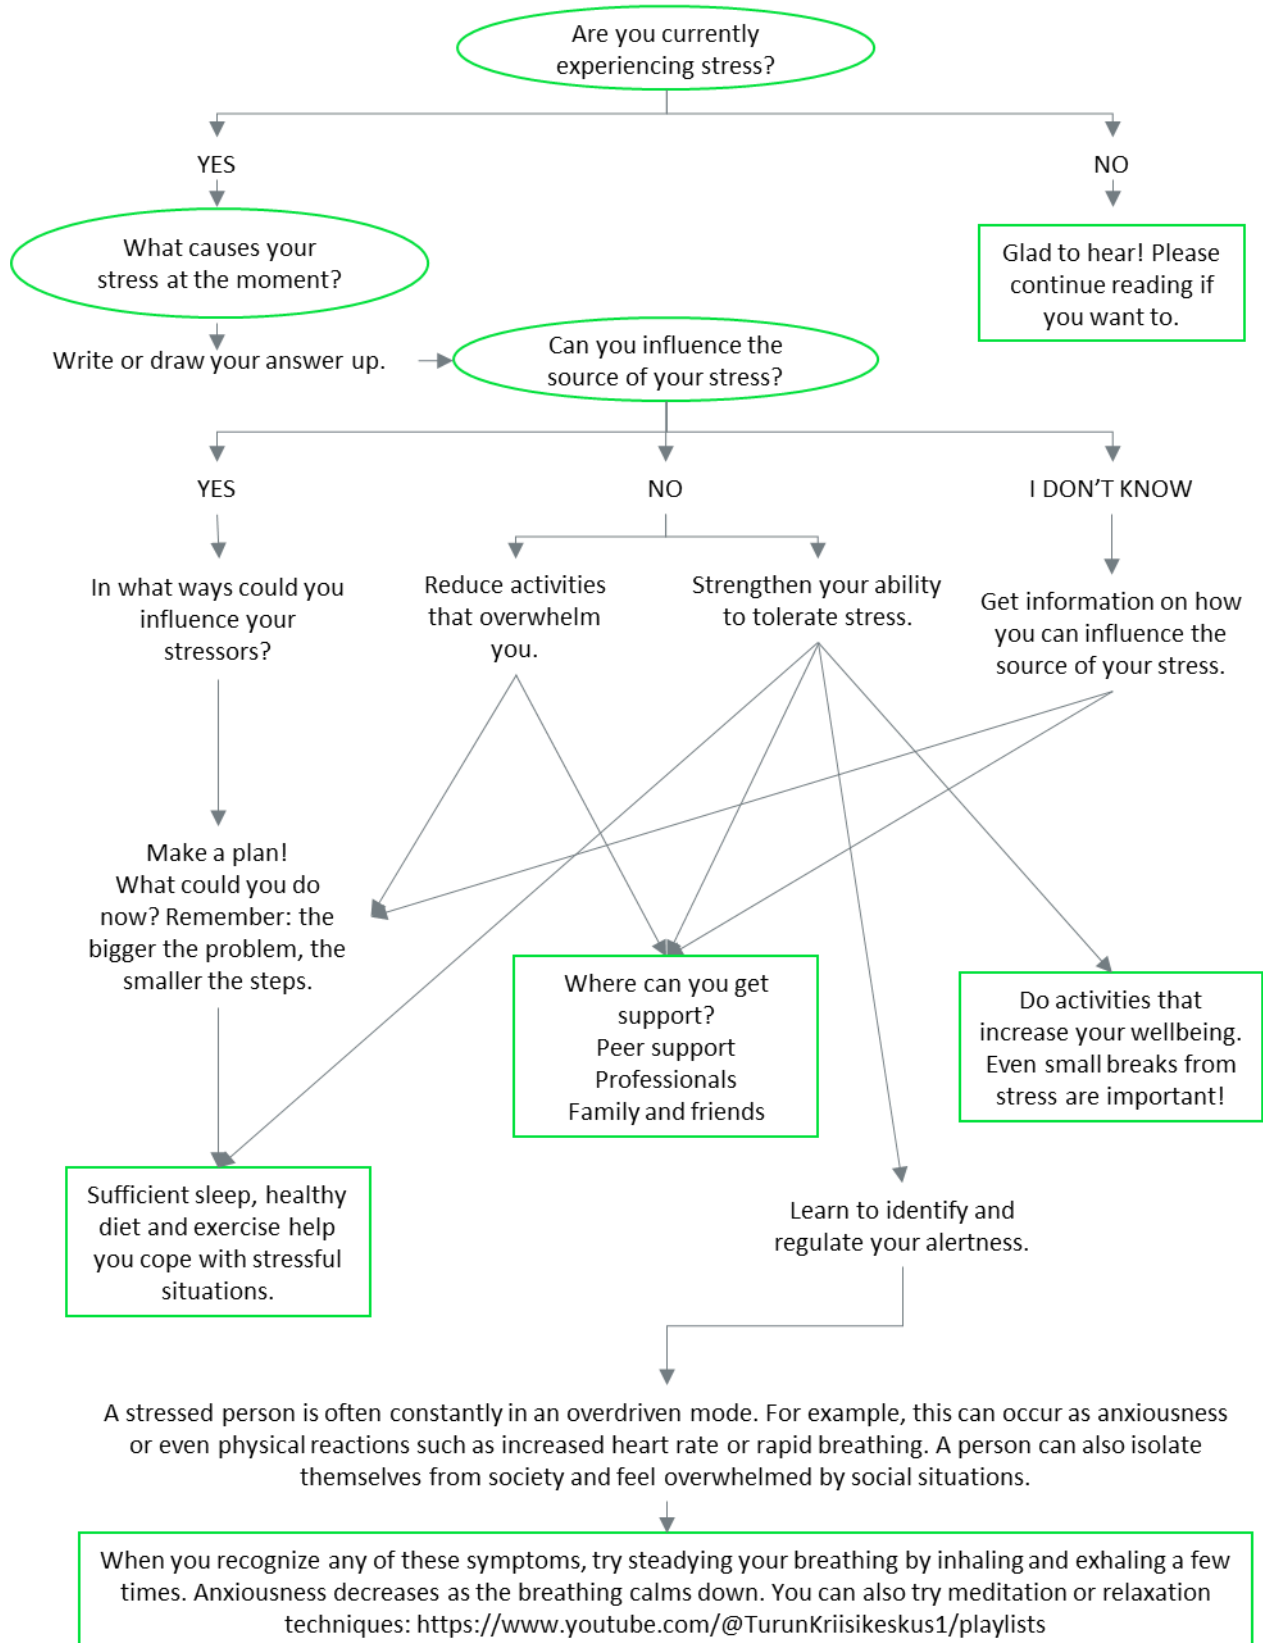 Are you currently
experiencing stress?
YES
NO
What causes your
stress at the moment?
Glad to hear! Please
continue reading if
you want to.
Write or draw your answer up.
Can you influence the
source of your stress?
YES
NO
I DON'T KNOW
In what ways could you
influence your
stressors?
Reduce activities
that overwhelm
you.
Strengthen your ability
to tolerate stress.
Get information on how
you can influence the
source of your stress.
Make a plan!
What could you do
now? Remember: the
bigger the problem, the
smaller the steps.
Where can you get
support?
Peer support
Professionals
Family and friends
Do activities that
increase your wellbeing.
Even small breaks from
stress are important!
Sufficient sleep, healthy
diet and exercise help
you cope with stressful
situations.
Learn to identify and
regulate your alertness.
A stressed person is often constantly in an overdriven mode. For example, this can occur as anxiousness
or even physical reactions such as increased heart rate or rapid breathing. A person can also isolate
themselves from society and feel overwhelmed by social situations.
When you recognize any of these symptoms, try steadying your breathing by inhaling and exhaling a few
times. Anxiousness decreases as the breathing calms down. You can also try meditation or relaxation
techniques: https://www.youtube.com/@TurunKriisikeskus1/playlists